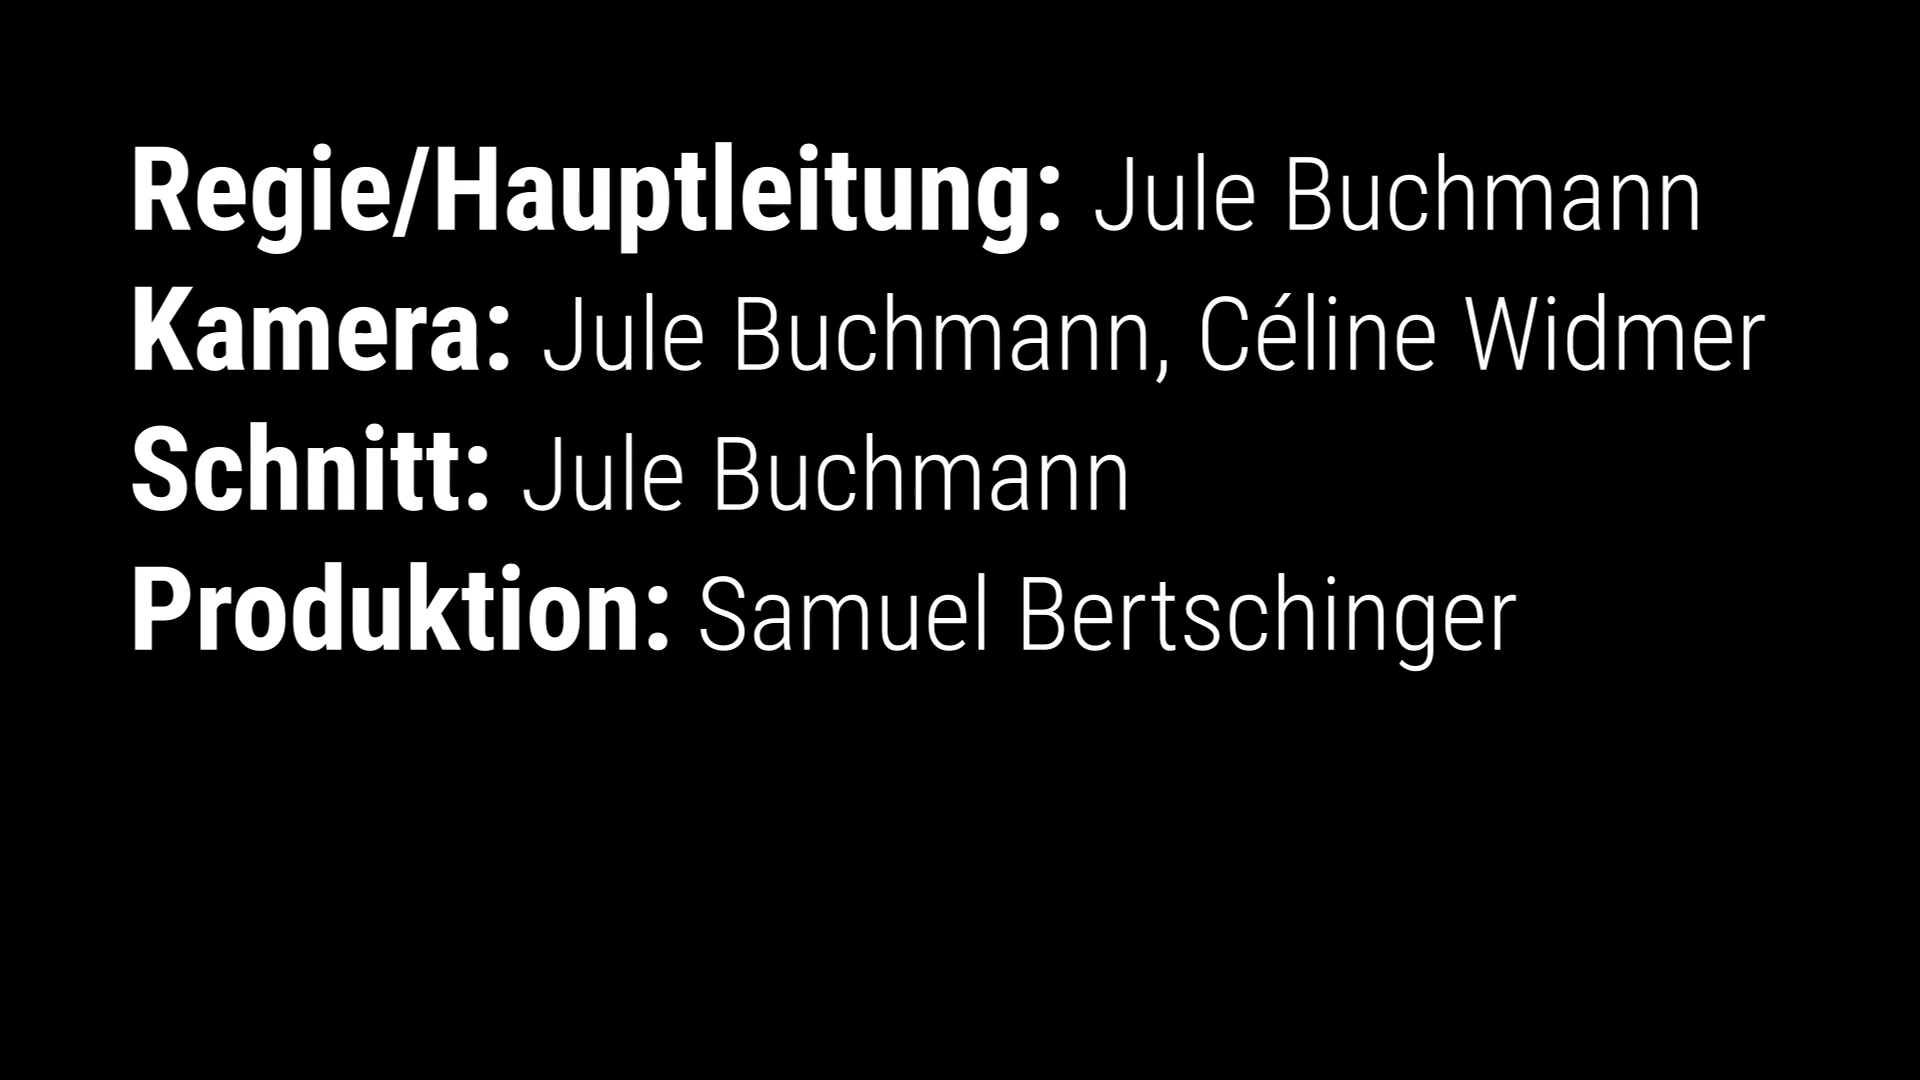 Regie/Hauptleitung: Jule Buchmann
Kamera: Jule Buchmann, Céline Widmer
Schnitt: Jule Buchmann
Produktion: Samuel Bertschinger